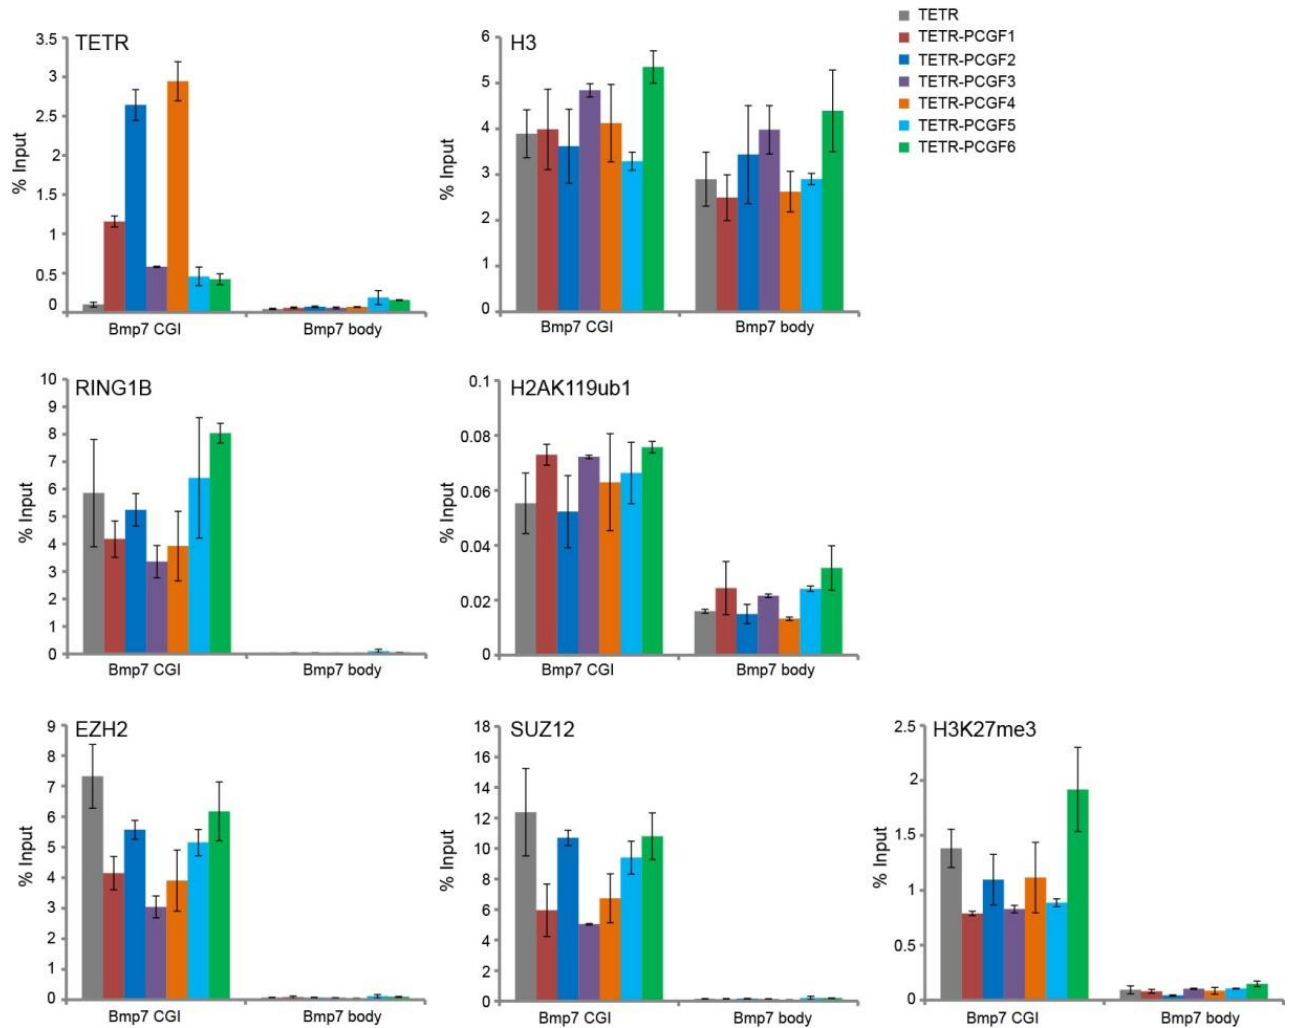 TETR
3.5
3
2.5
2
1.5
1
0.5
0
% Input
Bmp7 CGI
Bmp7 body
H3
6
5
4
3
2
1
0
% Input
Bmp7 CGI
Bmp7 body
TETR
TETR-PCGF1
TETR-PCGF2
TETR-PCGF3
TETR-PCGF4
TETR-PCGF5
TETR-PCGF6
RING1B
10
9
8
7
6
5
4
3
2
1
0
% Input
Bmp7 CGI
Bmp7 body
H2AK119ub1
0.1
0.08
0.06
0.04
0.02
0
% Input
Bmp7 CGI
Bmp7 body
EZH2
9
8
7
6
5
4
3
2
1
0
% Input
Bmp7 CGI
Bmp7 body
SUZ12
18
16
14
12
10
8
6
4
2
0
% Input
Bmp7 CGI
Bmp7 body
H3K27me3
2.5
2
1.5
1
0.5
0
% Input
Bmp7 CGI
Bmp7 body